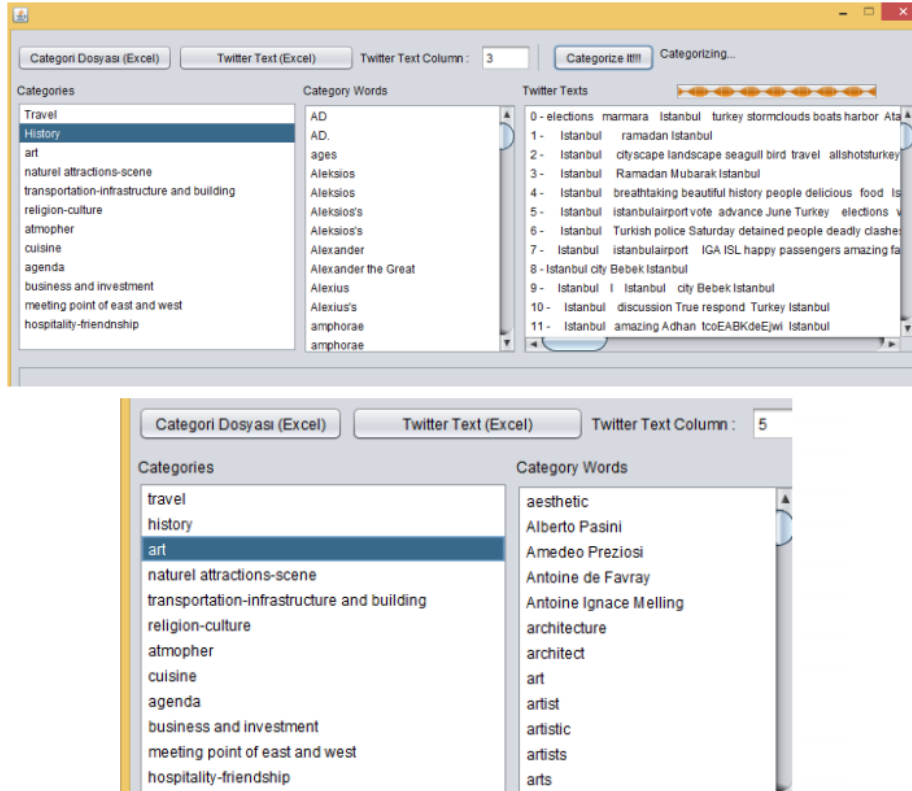 Categori Dosyası (Excel) Twitter Text (Excel) Twitter Text Column : 3 Categorize It!!! Categorizing...
Categories Category Words Twitter Texts
Travel
History
art
naturel attractions-scene
transportation-infrastructure and building
religion-culture
atmopher
cuisine
agenda
business and investment
meeting point of east and west
hospitality-friendnship
AD
AD.
ages
Aleksios
Aleksios
Aleksios's
Aleksios's
Alexander
Alexander the Great
Alexius
Alexius's
amphorae
amphorae
0 - elections marmara Istanbul turkey stormclouds boats harbor Ata
1 - Istanbul ramadan Istanbul
2 - Istanbul cityscape landscape seagull bird travel allshotsturkey
3 - Istanbul Ramadan Mubarak Istanbul
4 - Istanbul breathtaking beautiful history people delicious food Is
5 - Istanbul istanbulairport vote advance June Turkey elections v
6 - Istanbul Turkish police Saturday detained people deadly clashe
7 - Istanbul istanbulairport IGA ISL happy passengers amazing fa
8 - Istanbul city Bebek Istanbul
9 - Istanbul I Istanbul city Bebek Istanbul
10 - Istanbul discussion True respond Turkey Istanbul
11 - Istanbul amazing Adhan tcoEABKdeEjwi Istanbul
Categori Dosyası (Excel) Twitter Text (Excel) Twitter Text Column : 5
Categories Category Words
travel
history
art
naturel attractions-scene
transportation-infrastructure and building
religion-culture
atmopher
cuisine
agenda
business and investment
meeting point of east and west
hospitality-friendship
aesthetic
Alberto Pasini
Amedeo Preziosi
Antoine de Favray
Antoine Ignace Melling
architecture
architect
art
artist
artistic
artists
arts